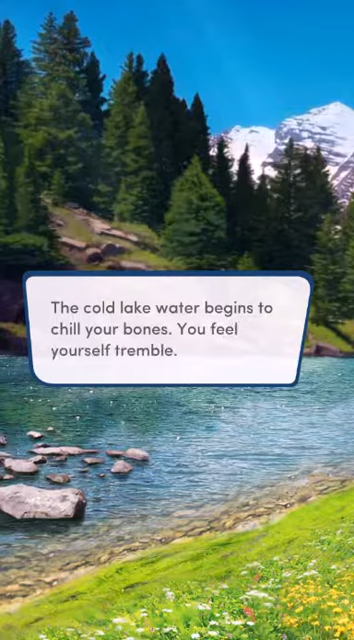 The cold lake water begins to
chill your bones. You feel
yourself tremble.